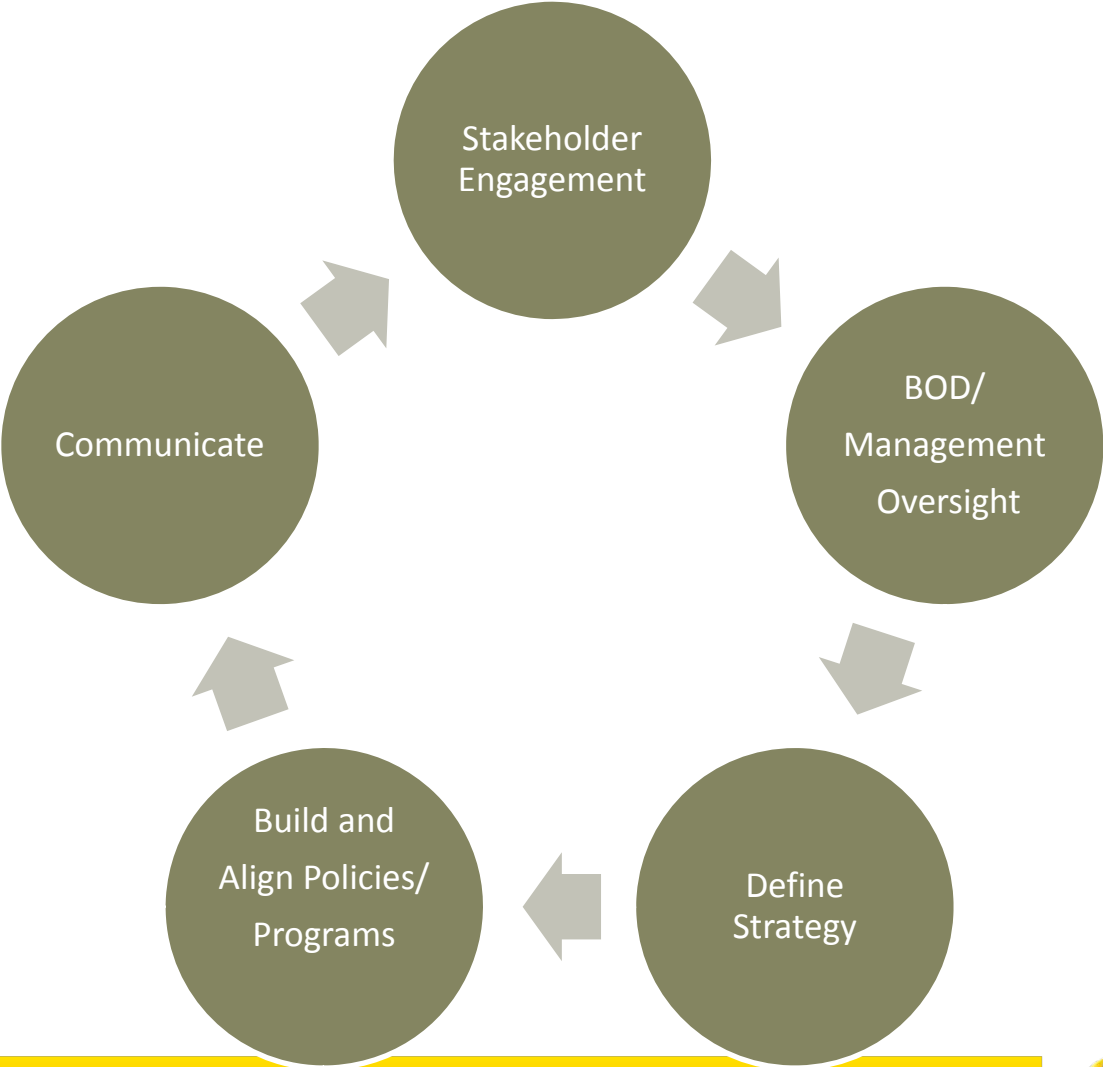 Stakeholder
Engagement
BOD/
Management
Oversight
Define
Strategy
Build and
Align Policies/
Programs
Communicate